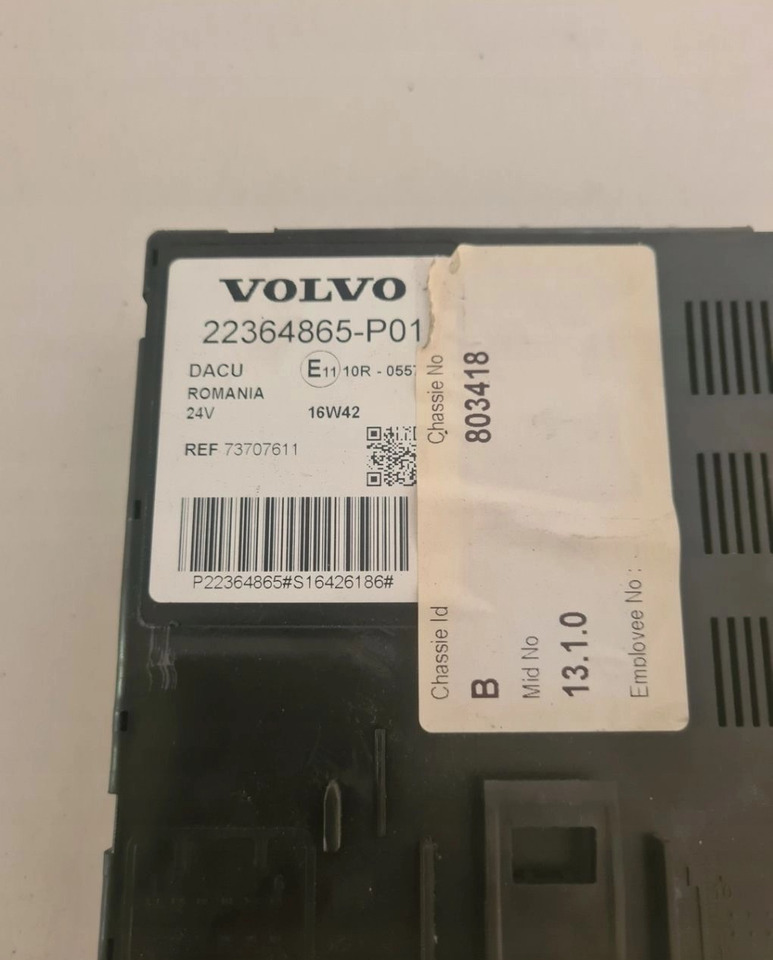 VOLVO
22364865-P01
DACU
E11 10R - 0557
ROMANIA
24V
16W42
REF 73707611
P22364865#S16426186#
Chassie No
803418
Chassie Id
B
Mid No
13.1.0
Employee No :